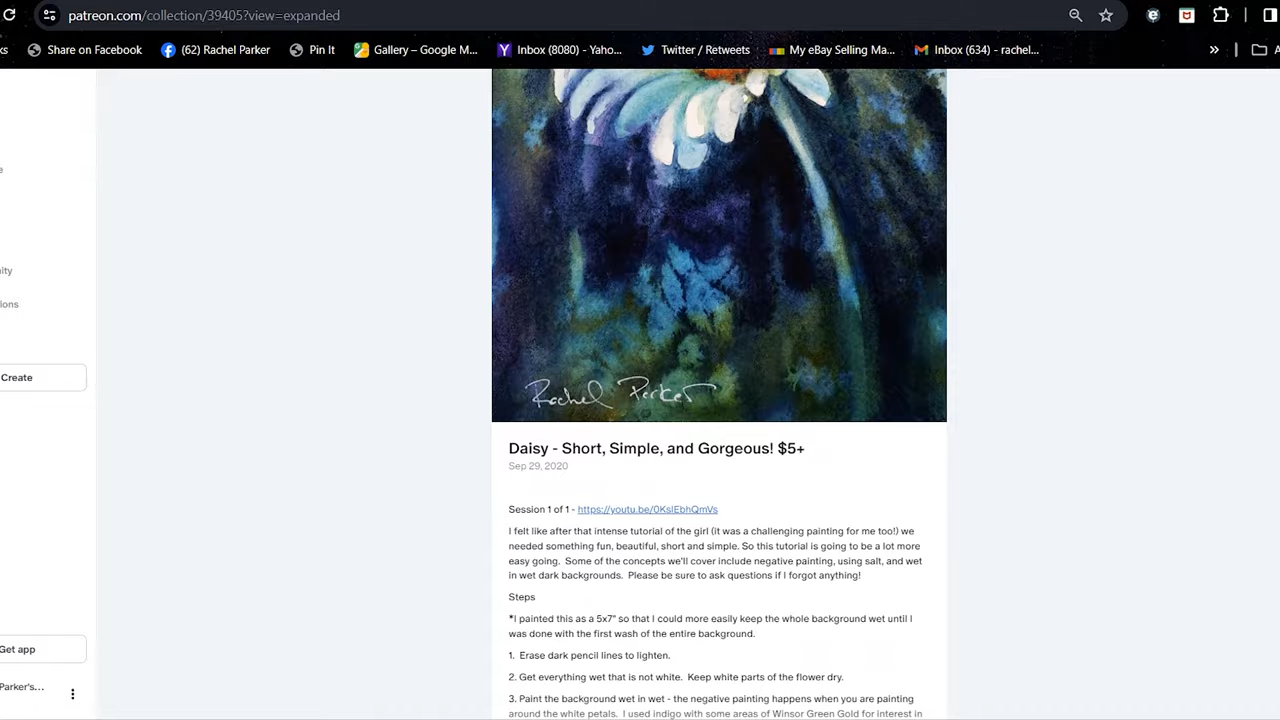 patreon.com/collection/39405?view=expanded
ks Share on Facebook (62) Rachel Parker Pin It Gallery – Google M... Inbox (8080) - Yaho... Twitter / Retweets My eBay Selling Ma... Inbox (634) - rachel... » A
e
ity
ions
Create
Rachel Parker
Daisy - Short, Simple, and Gorgeous! $5+
Sep 29, 2020
Session 1 of 1 - https://youtu.be/0KslEbhQmVs
I felt like after that intense tutorial of the girl (it was a challenging painting for me too!) we
needed something fun, beautiful, short and simple. So this tutorial is going to be a lot more
easy going. Some of the concepts we'll cover include negative painting, using salt, and wet
in wet dark backgrounds. Please be sure to ask questions if I forgot anything!
Steps
*I painted this as a 5x7" so that I could more easily keep the whole background wet until I
was done with the first wash of the entire background.
1. Erase dark pencil lines to lighten.
2. Get everything wet that is not white. Keep white parts of the flower dry.
3. Paint the background wet in wet - the negative painting happens when you are painting
around the white petals. I used indigo with some areas of Winsor Green Gold for interest in
Get app
Parker's...